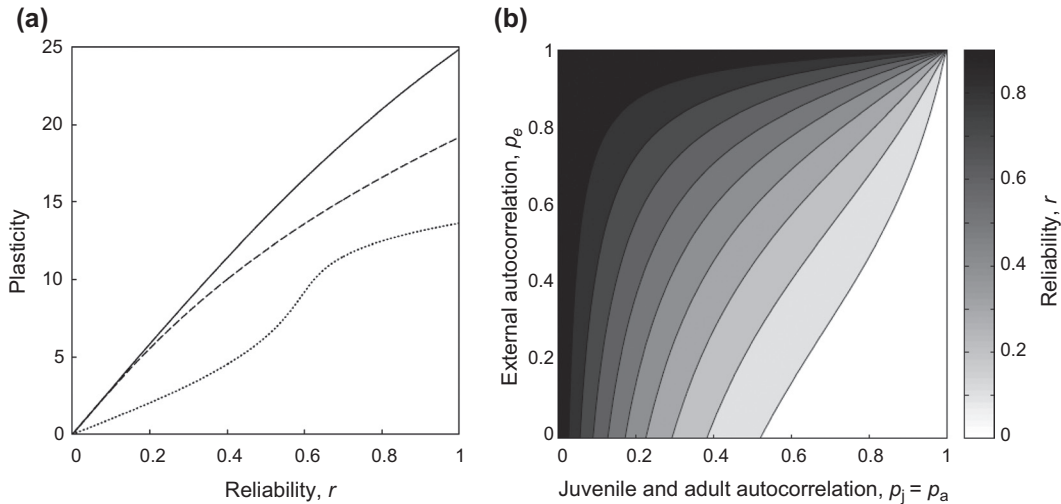 (a)
25
20
15
10
5
0
Plasticity
0 0.2 0.4 0.6 0.8 1
Reliability, r
(b)
1
0.8
0.6
0.4
0.2
0
External autocorrelation, pe
0 0.2 0.4 0.6 0.8 1
Juvenile and adult autocorrelation, pj = pa
0.8
0.6
0.4
0.2
0
Reliability, r